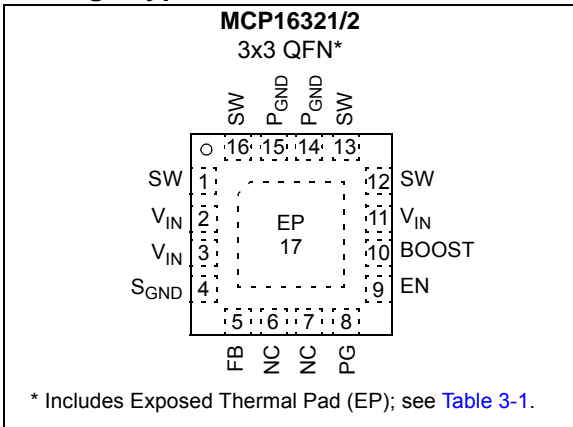 MCP16321/2
3x3 QFN*
SW PGND PGND SW
16 15 14 13
SW 1 12 SW
VIN 2 EP 11 VIN
VIN 3 17 10 BOOST
SGND 4 9 EN
5 6 7 8
FB NC NC PG
* Includes Exposed Thermal Pad (EP); see Table 3-1.